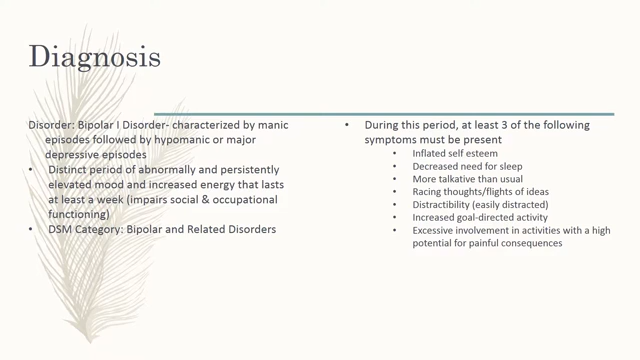 Diagnosis
Disorder: Bipolar I Disorder- characterized by manic
episodes followed by hypomanic or major
depressive episodes
• Distinct period of abnormally and persistently
elevated mood and increased energy that lasts
at least a week (impairs social & occupational
functioning)
• DSM Category: Bipolar and Related Disorders
• During this period, at least 3 of the following
symptoms must be present
• Inflated self esteem
• Decreased need for sleep
• More talkative than usual
• Racing thoughts/flights of ideas
• Distractibility (easily distracted)
• Increased goal-directed activity
• Excessive involvement in activities with a high
potential for painful consequences